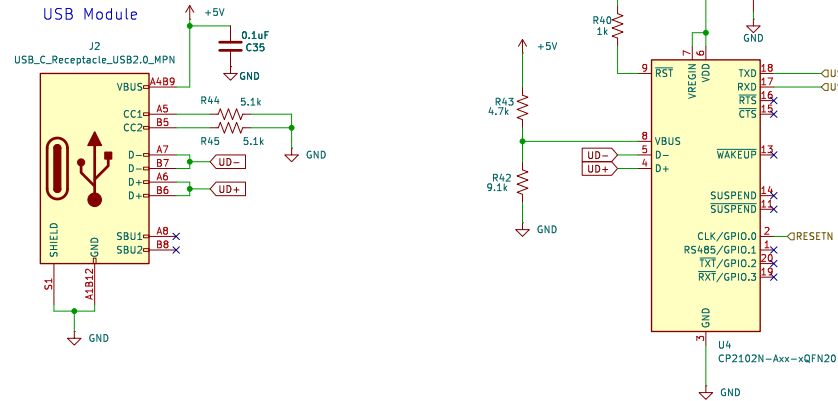 USB Module
+5V
0.1uF
C35
GND
J2
USB_C_Receptacle_USB2.0_MPN
VBUS
A4B9
CC1
A5
R44
5.1k
CC2
B5
R45
5.1k
GND
D-
A7
D-
B7
UD-
D+
A6
D+
B6
UD+
SBU1
A8
SBU2
B8
SHIELD
GND
S1
A1B12
GND
R40
1k
+5V
R43
4.7k
R42
9.1k
GND
GND
7
6
9
RST
VREGIN
VDD
TXD
18
RXD
17
RTS
16
CTS
15
8
VBUS
UD-
5
D-
UD+
4
D+
WAKEUP
13
SUSPEND
14
SUSPEND
11
CLK/GPIO.0
2
RESETN
RS485/GPIO.1
1
TXT/GPIO.2
20
RXT/GPIO.3
19
GND
3
U4
CP2102N-Axx-xQFN20
GND